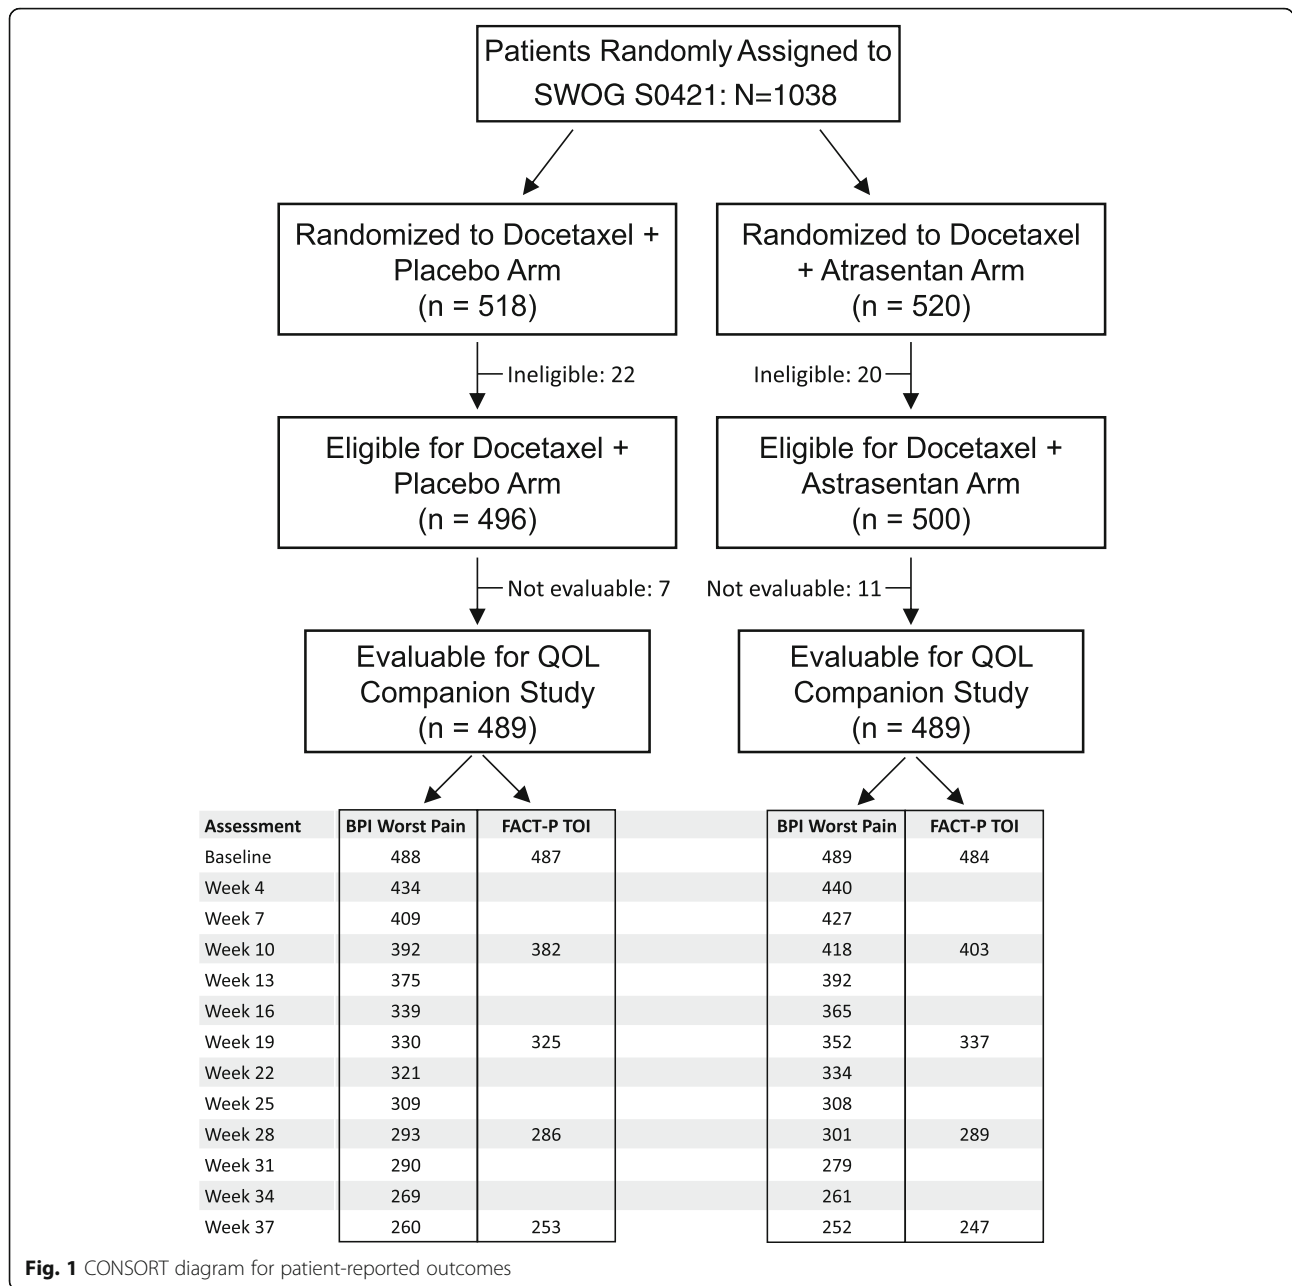 Patients Randomly Assigned to
SWOG S0421: N=1038
Randomized to Docetaxel +
Placebo Arm
(n = 518)
Randomized to Docetaxel
+ Atrasentan Arm
(n = 520)
Ineligible: 22
Ineligible: 20
Eligible for Docetaxel +
Placebo Arm
(n = 496)
Eligible for Docetaxel +
Astrasentan Arm
(n = 500)
Not evaluable: 7
Not evaluable: 11
Evaluable for QOL
Companion Study
(n = 489)
Evaluable for QOL
Companion Study
(n = 489)
Assessment BPI Worst Pain FACT-P TOI BPI Worst Pain FACT-P TOI
Baseline 488 487 489 484
Week 4 434 440
Week 7 409 427
Week 10 392 382 418 403
Week 13 375 392
Week 16 339 365
Week 19 330 325 352 337
Week 22 321 334
Week 25 309 308
Week 28 293 286 301 289
Week 31 290 279
Week 34 269 261
Week 37 260 253 252 247
Fig. 1 CONSORT diagram for patient-reported outcomes